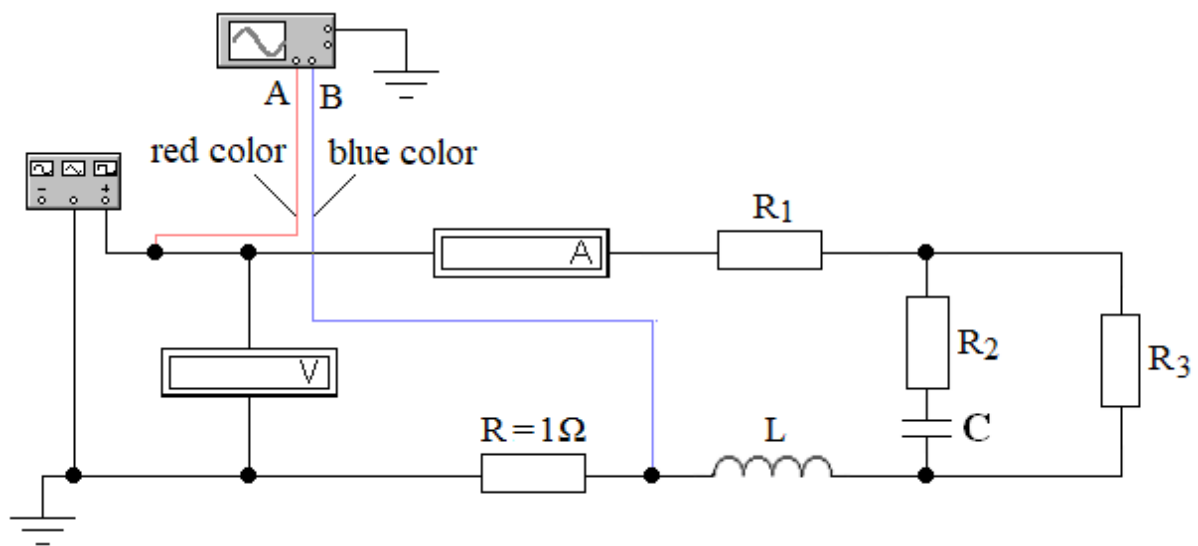 A B
red color blue color
- +
A
R1
R2
R3
V
C
R=1Ω
L